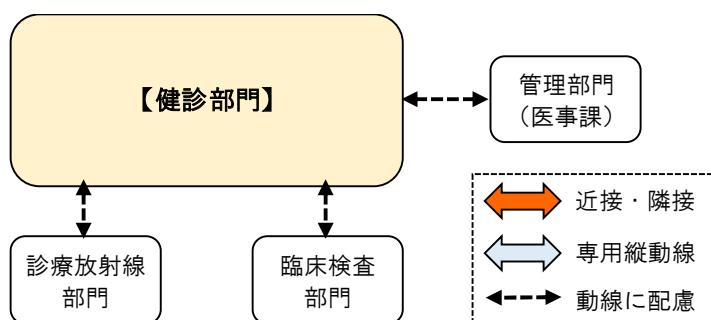 【健診部門】
管理部門
（医事課）
診療放射線
部門
臨床検査
部門
近接・隣接
専用縦動線
動線に配慮